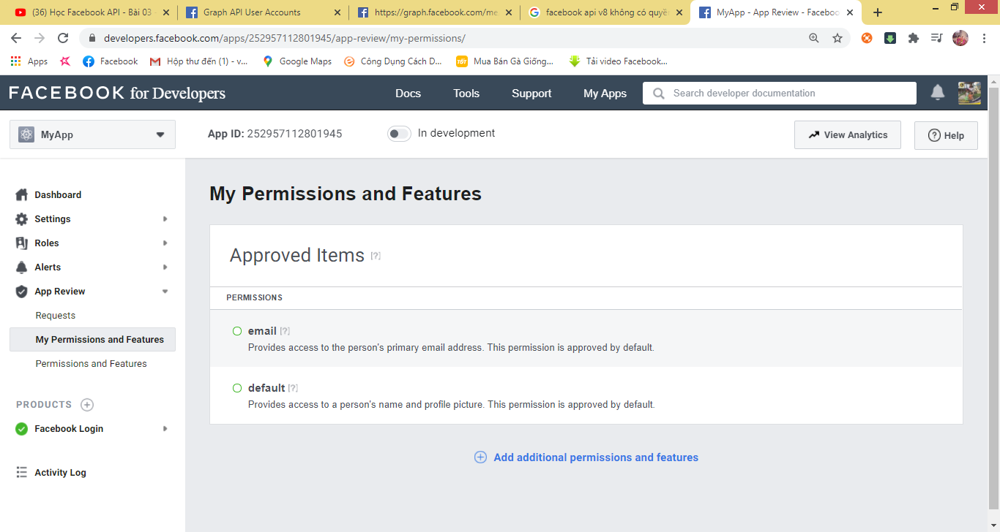 (36) Học Facebook API - Bài 03 -
Graph API User Accounts
https://graph.facebook.com/me
facebook api v8 không có quyền
MyApp - App Review - Facebook
developers.facebook.com/apps/252957112801945/app-review/my-permissions/
Apps
Facebook
Hộp thư đến (1) - v...
Google Maps
Công Dụng Cách D...
TỐT
Mua Bán Gà Giống...
Tải video Facebook...
FACEBOOK for Developers
Docs
Tools
Support
My Apps
Search developer documentation
MyApp
App ID: 252957112801945
In development
View Analytics
Help
Dashboard
Settings
Roles
Alerts
App Review
Requests
My Permissions and Features
Permissions and Features
PRODUCTS
Facebook Login
Activity Log
My Permissions and Features
Approved Items [?]
PERMISSIONS
email [?]
Provides access to the person's primary email address. This permission is approved by default.
default [?]
Provides access to a person's name and profile picture. This permission is approved by default.
Add additional permissions and features